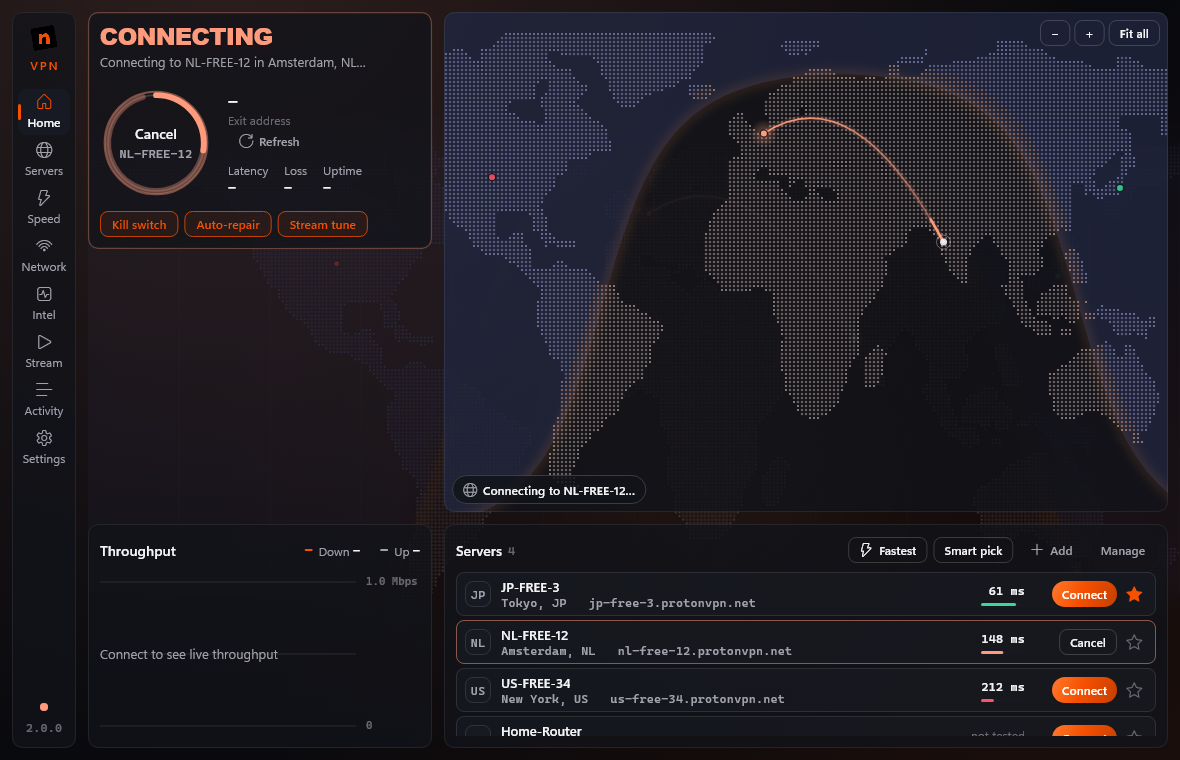 n
VPN
Home
Servers
Speed
Network
Intel
Stream
Activity
Settings
2.0.0
CONNECTING
Connecting to NL-FREE-12 in Amsterdam, NL...
Cancel
NL-FREE-12
–
Exit address
Refresh
Latency Loss Uptime
– – –
Kill switch Auto-repair Stream tune
− + Fit all
Connecting to NL-FREE-12...
Throughput Down – Up –
1.0 Mbps
Connect to see live throughput
0
Servers 4 Fastest Smart pick + Add Manage
JP JP-FREE-3 61 ms Connect
Tokyo, JP jp-free-3.protonvpn.net
NL NL-FREE-12 148 ms Cancel
Amsterdam, NL nl-free-12.protonvpn.net
US US-FREE-34 212 ms Connect
New York, US us-free-34.protonvpn.net
Home-Router not tested Connect